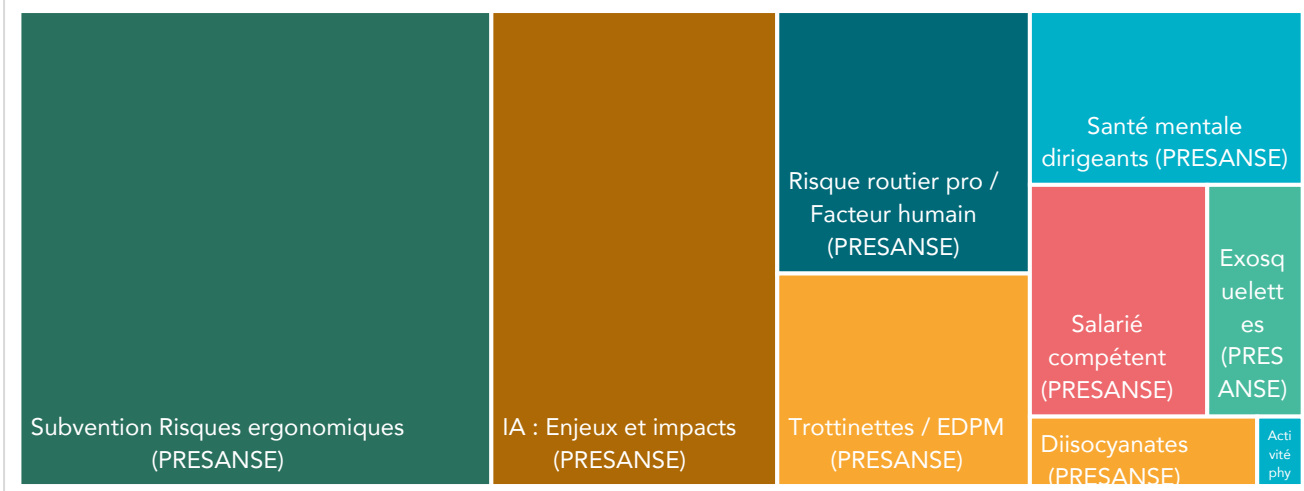 Subvention Risques ergonomiques
(PRESANSE)
IA : Enjeux et impacts
(PRESANSE)
Risque routier pro /
Facteur humain
(PRESANSE)
Trottinettes / EDPM
(PRESANSE)
Santé mentale
dirigeants (PRESANSE)
Salarié
compétent
(PRESANSE)
Exosq
uelett
es
(PRES
ANSE)
Diisocyanates
(PRESANSE)
Acti
vité
phy